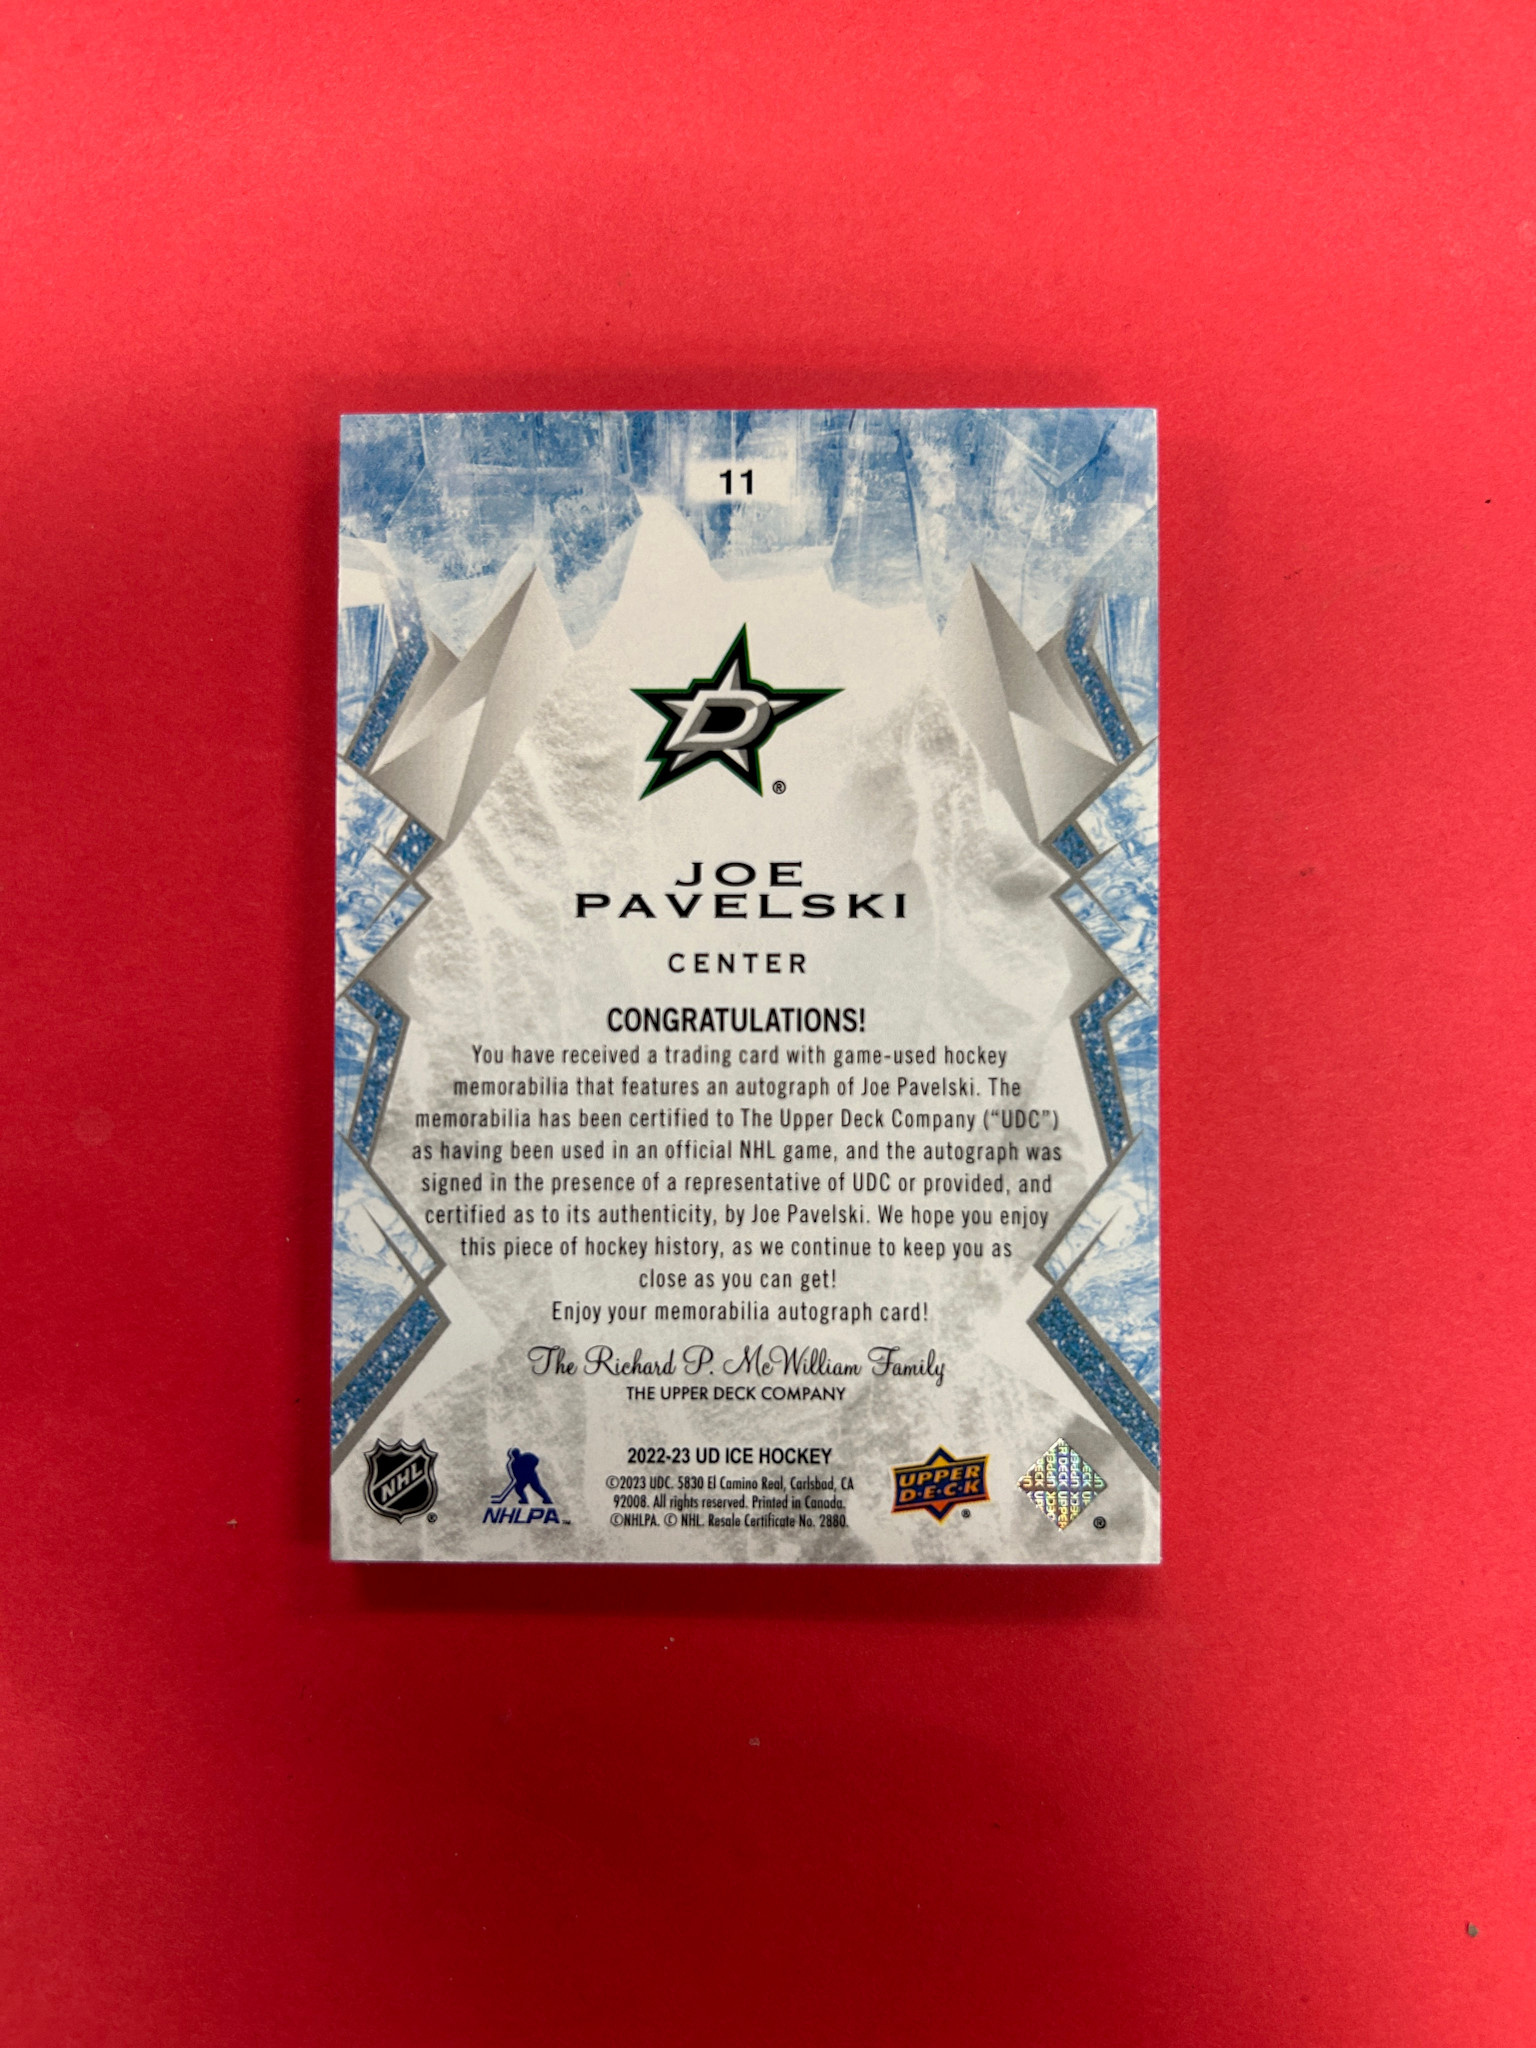 11
D
®
JOE
PAVELSKI
CENTER
CONGRATULATIONS!
You have received a trading card with game-used hockey
memorabilia that features an autograph of Joe Pavelski. The
memorabilia has been certified to The Upper Deck Company (“UDC”)
as having been used in an official NHL game, and the autograph was
signed in the presence of a representative of UDC or provided, and
certified as to its authenticity, by Joe Pavelski. We hope you enjoy
this piece of hockey history, as we continue to keep you as
close as you can get!
Enjoy your memorabilia autograph card!
The Richard P. McWilliam Family
THE UPPER DECK COMPANY
NHL ®
NHLPA™
2022-23 UD ICE HOCKEY
©2023 UDC. 5830 El Camino Real, Carlsbad, CA
92008. All rights reserved. Printed in Canada.
©NHLPA. © NHL. Resale Certificate No. 2880.
UPPER
D·E·C·K
®
UPPER DECK
®